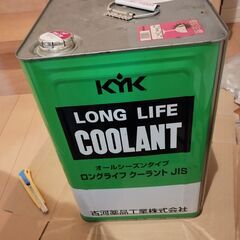 KYK
LONG LIFE
COOLANT
オールシーズンタイプ
ロングライフ クーラント JIS
古河薬品工業株式会社